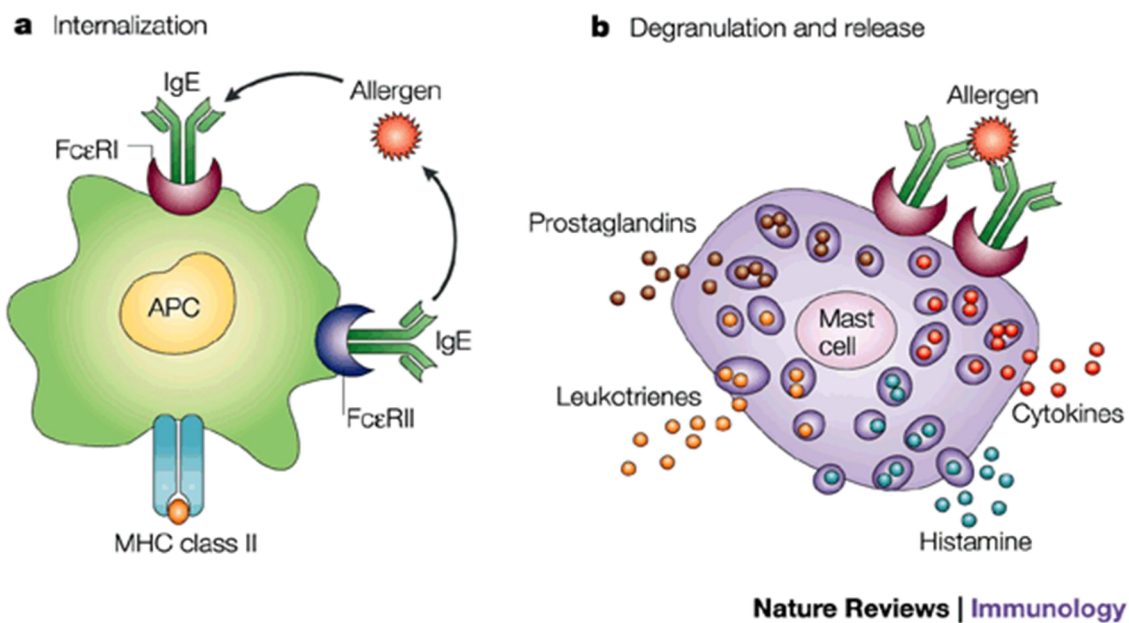 a Internalization
IgE
Allergen
FcεRI
APC
IgE
FcεRII
MHC class II
b Degranulation and release
Allergen
Prostaglandins
Mast
cell
Leukotrienes
Cytokines
Histamine
Nature Reviews | Immunology